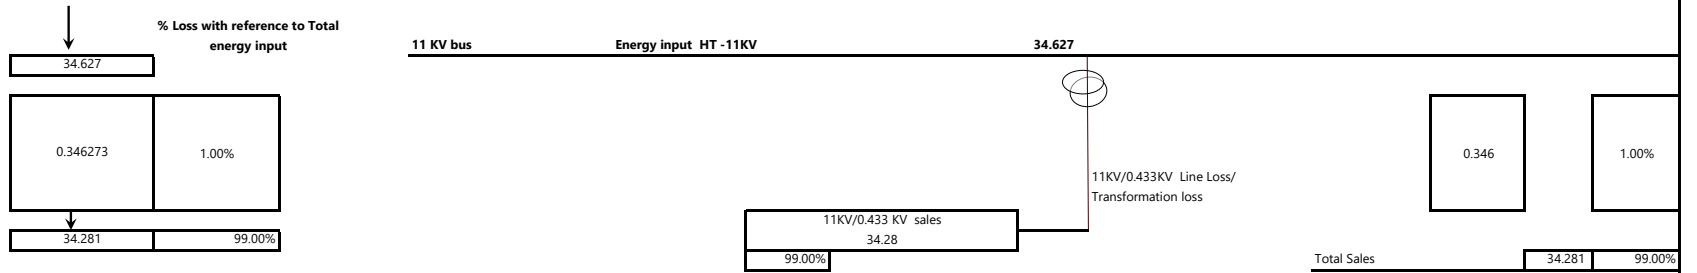 % Loss with reference to Total
energy input
11 KV bus
Energy input HT -11KV
34.627
34.627
0.346273
1.00%
0.346
1.00%
11KV/0.433KV Line Loss/
Transformation loss
11KV/0.433 KV sales
34.28
34.281
99.00%
99.00%
Total Sales
34.281
99.00%